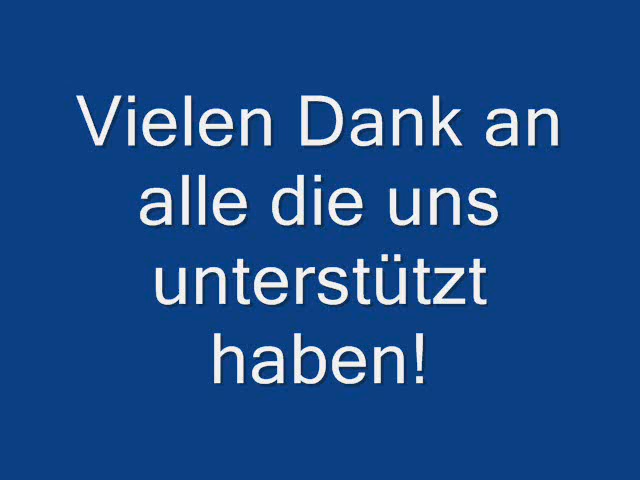 Vielen Dank an
alle die uns
unterstützt
haben!